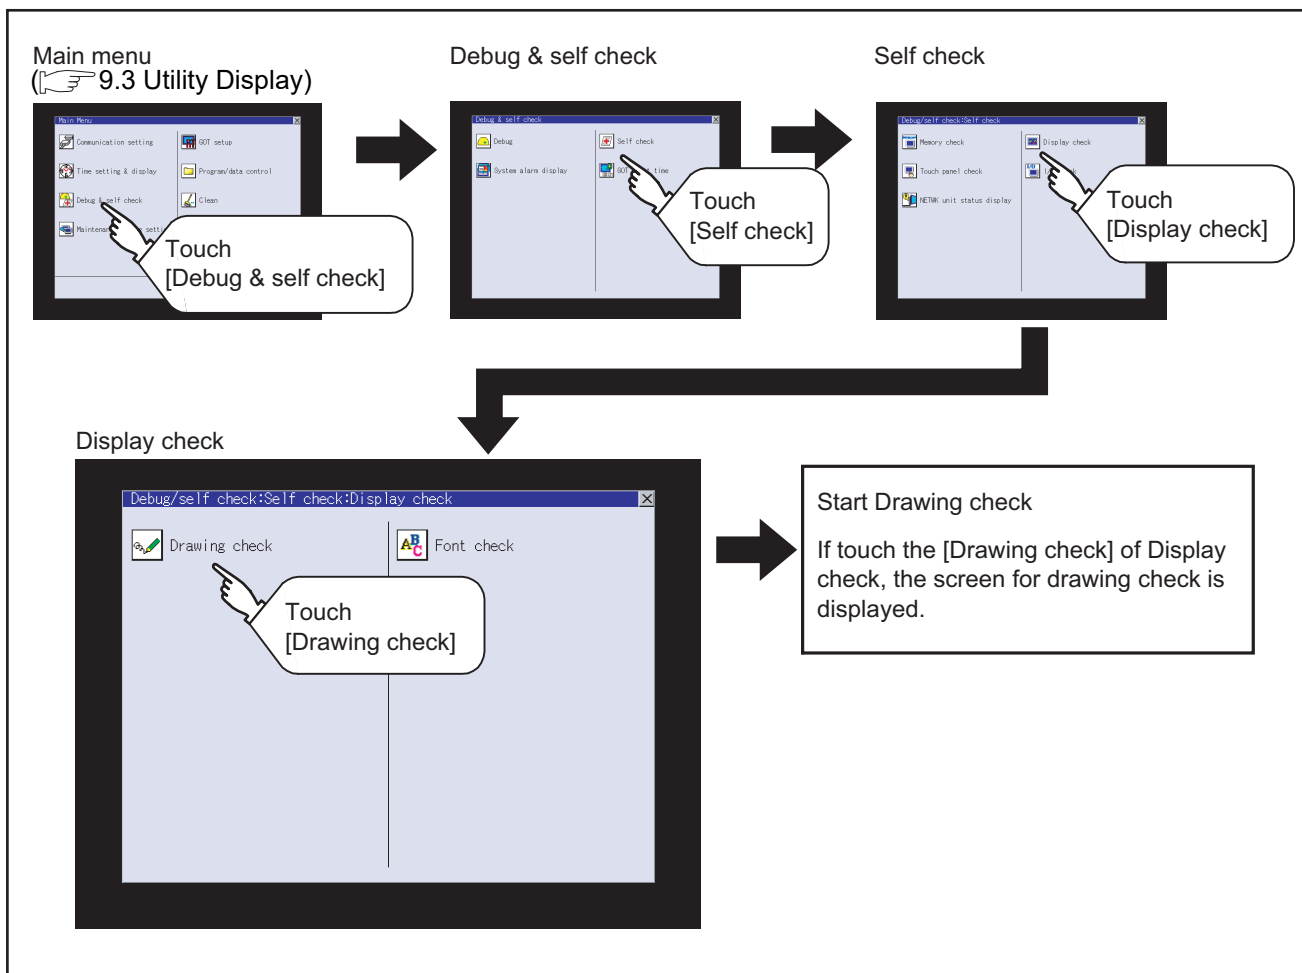 Main menu
(9.3 Utility Display)
Main Menu
Communication setting
GOT setup
Time setting & display
Program/data control
Debug & self check
Clean
Touch
[Debug & self check]
Debug & self check
Debug & self check
Debug
Self check
System alarm display
GOT
time
Touch
[Self check]
Self check
Debug/self check:Self check
Memory check
Display check
Touch panel check
I/O
NETWK unit status display
Touch
[Display check]
Display check
Debug/self check:Self check:Display check
Drawing check
ABC Font check
Touch
[Drawing check]
Start Drawing check
If touch the [Drawing check] of Display
check, the screen for drawing check is
displayed.